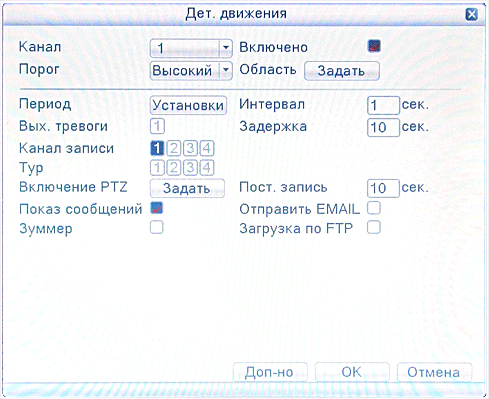 Дет. движения
Канал 1 Включено
Порог Высокий Область Задать
Период Установки Интервал 1 сек.
Вых. тревоги 1 Задержка 10 сек.
Канал записи 1 2 3 4
Тур 1 2 3 4
Включение PTZ Задать Пост. запись 10 сек.
Показ сообщений Отправить EMAIL
Зуммер Загрузка по FTP
Доп-но OK Отмена